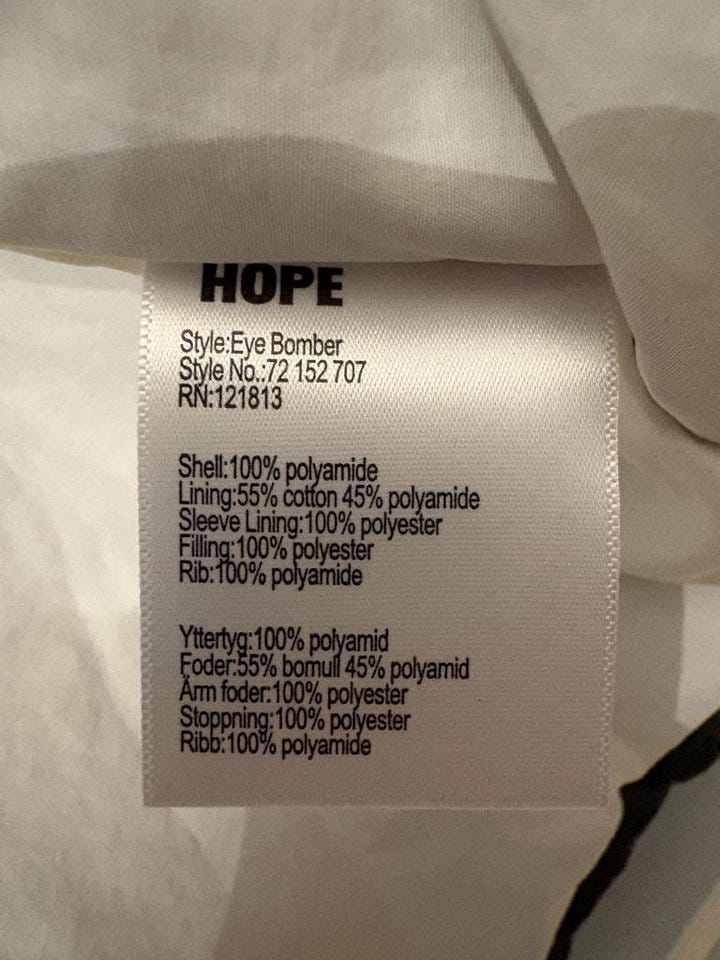 HOPE
Style:Eye Bomber
Style No.:72 152 707
RN:121813
Shell:100% polyamide
Lining:55% cotton 45% polyamide
Sleeve Lining:100% polyester
Filling:100% polyester
Rib:100% polyamide
Yttertyg:100% polyamid
Foder:55% bomull 45% polyamid
Ärm foder:100% polyester
Stoppning:100% polyester
Ribb:100% polyamide